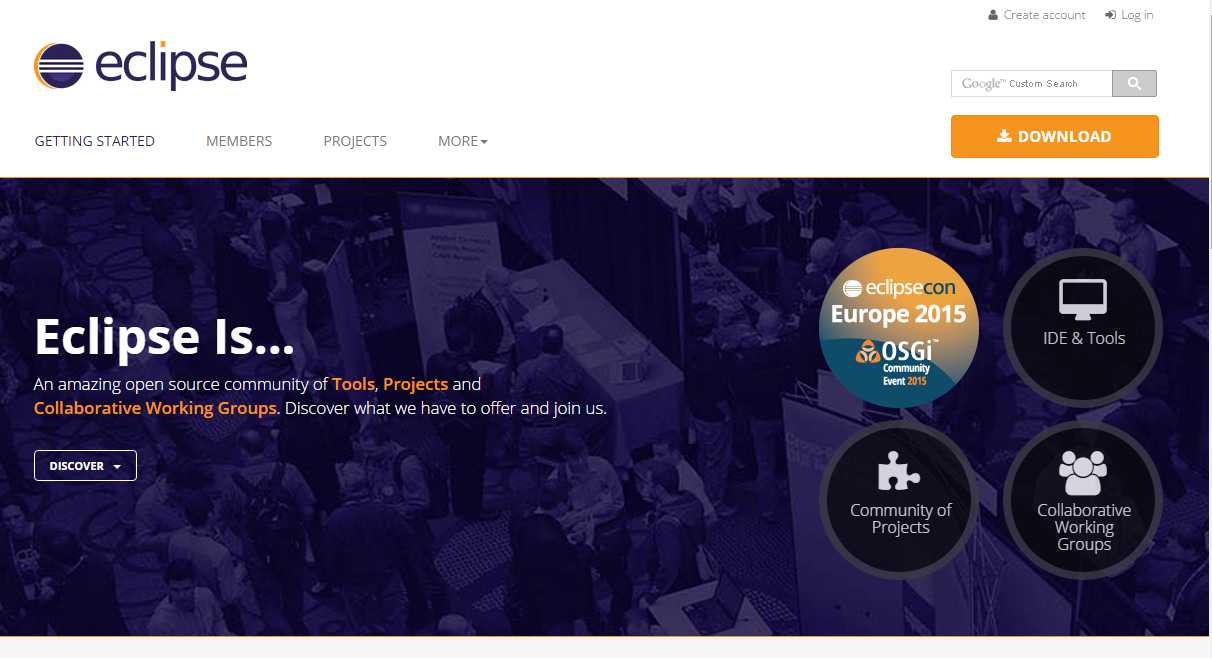 Create account
Log in
eclipse
Google™ Custom Search
GETTING STARTED
MEMBERS
PROJECTS
MORE
DOWNLOAD
Eclipse Is...
An amazing open source community of Tools, Projects and
Collaborative Working Groups. Discover what we have to offer and join us.
DISCOVER
eclipsecon
Europe 2015
OSGi™
Community
Event 2015
IDE & Tools
Community of
Projects
Collaborative
Working
Groups